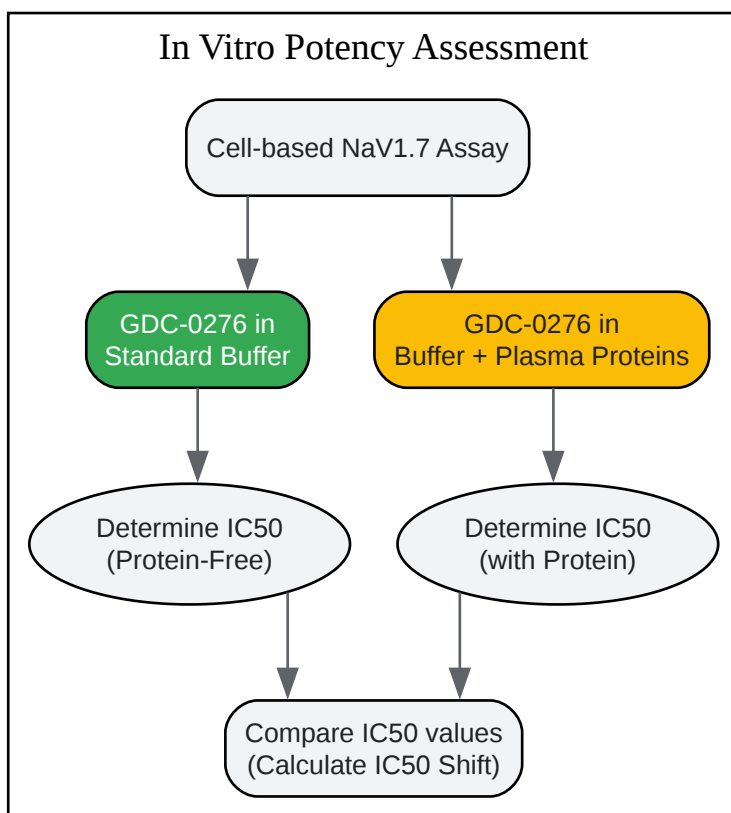 In Vitro Potency Assessment
Cell-based NaV1.7 Assay
GDC-0276 in
Standard Buffer
GDC-0276 in
Buffer + Plasma Proteins
Determine IC50
(Protein-Free)
Determine IC50
(with Protein)
Compare IC50 values
(Calculate IC50 Shift)